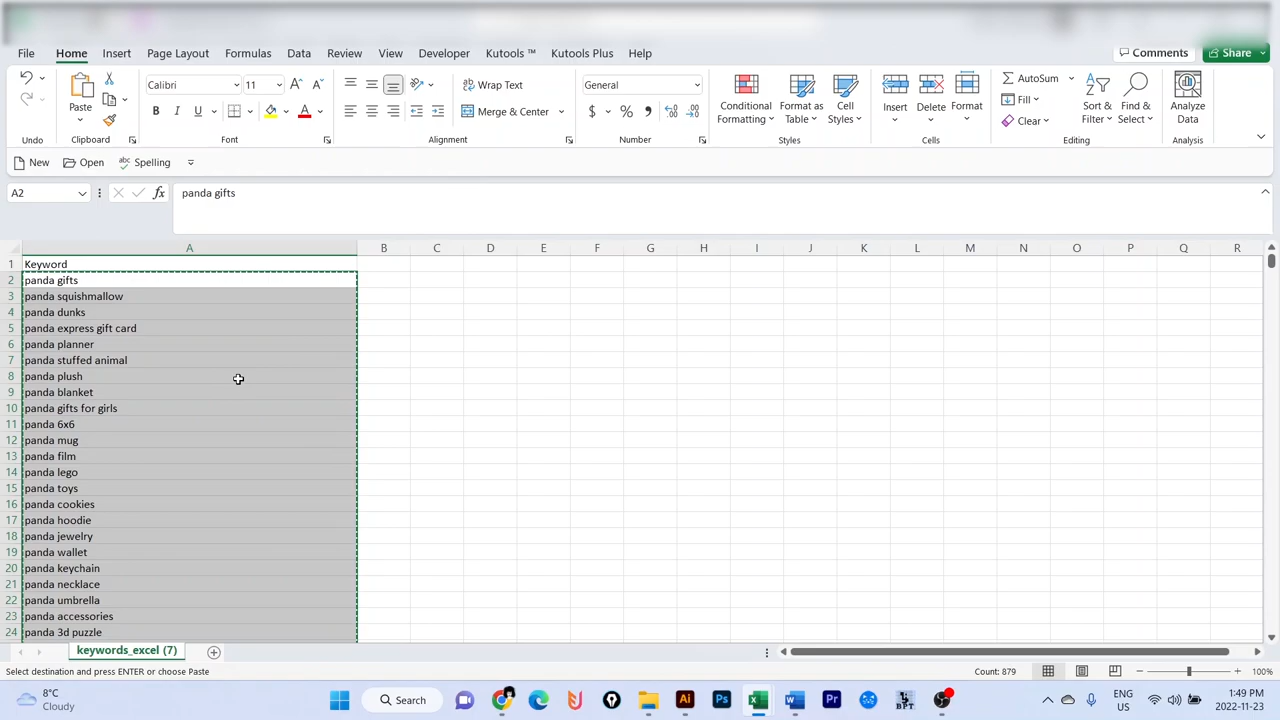 File Home Insert Page Layout Formulas Data Review View Developer Kutools ™ Kutools Plus Help Comments Share
Calibri 11 Wrap Text General AutoSum
Paste Conditional Format as Cell Insert Delete Format Fill Sort & Find & Analyze
B I U A Merge & Center $ % Formatting Table Styles Clear Filter Select Data
Undo Clipboard Font Alignment Number Styles Cells Editing Analysis
New Open Spelling
A2 fx panda gifts
A B C D E F G H I J K L M N O P Q R
1 Keyword
2 panda gifts
3 panda squishmallow
4 panda dunks
5 panda express gift card
6 panda planner
7 panda stuffed animal
8 panda plush
9 panda blanket
10 panda gifts for girls
11 panda 6x6
12 panda mug
13 panda film
14 panda lego
15 panda toys
16 panda cookies
17 panda hoodie
18 panda jewelry
19 panda wallet
20 panda keychain
21 panda necklace
22 panda umbrella
23 panda accessories
24 panda 3d puzzle
keywords_excel (7)
Select destination and press ENTER or choose Paste Count: 879 100%
8°C
Cloudy
Search
Ai Ps Pr
BPT
ENG
US
1:49 PM
2022-11-23